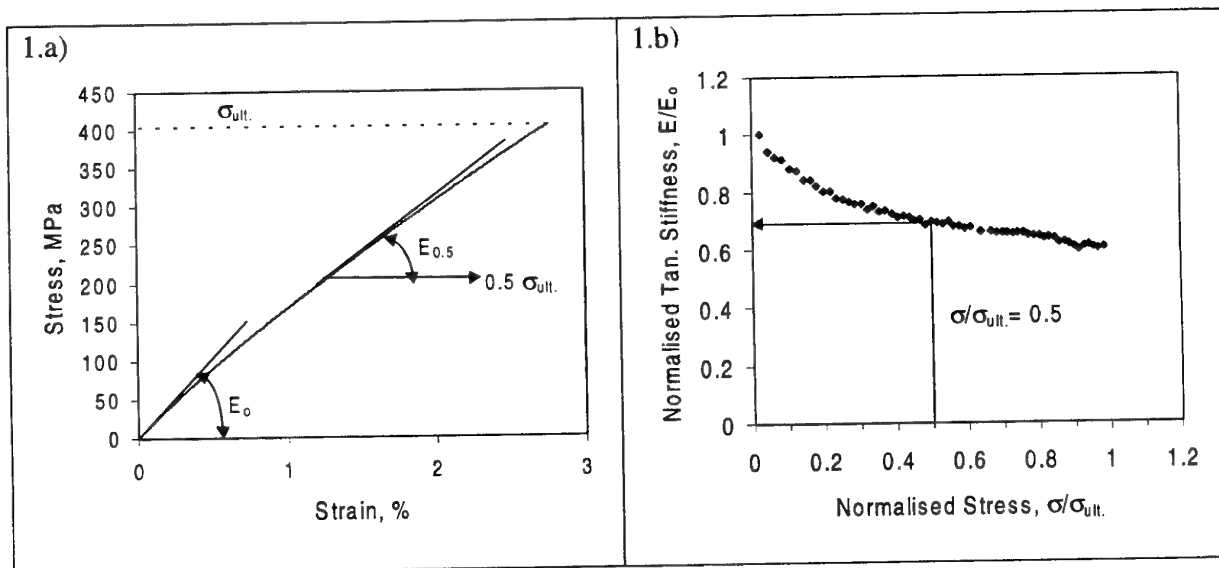 1.a)
450
400
350
300
250
200
150
100
50
0
Stress, MPa
σult.
E0.5
0.5 σult.
Eo
0 1 2 3
Strain, %
1.b)
1.2
1
0.8
0.6
0.4
0.2
0
Normalised Tan. Stiffness, E/Eo
σ/σult.= 0.5
0 0.2 0.4 0.6 0.8 1 1.2
Normalised Stress, σ/σult.